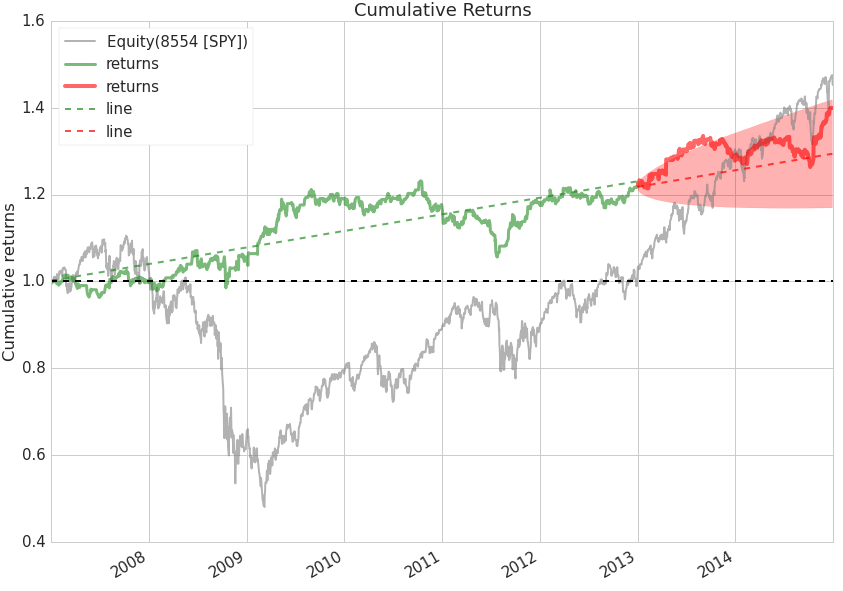 Cumulative Returns
Cumulative returns
1.6
1.4
1.2
1.0
0.8
0.6
0.4
Equity(8554 [SPY])
returns
returns
line
line
2008
2009
2010
2011
2012
2013
2014